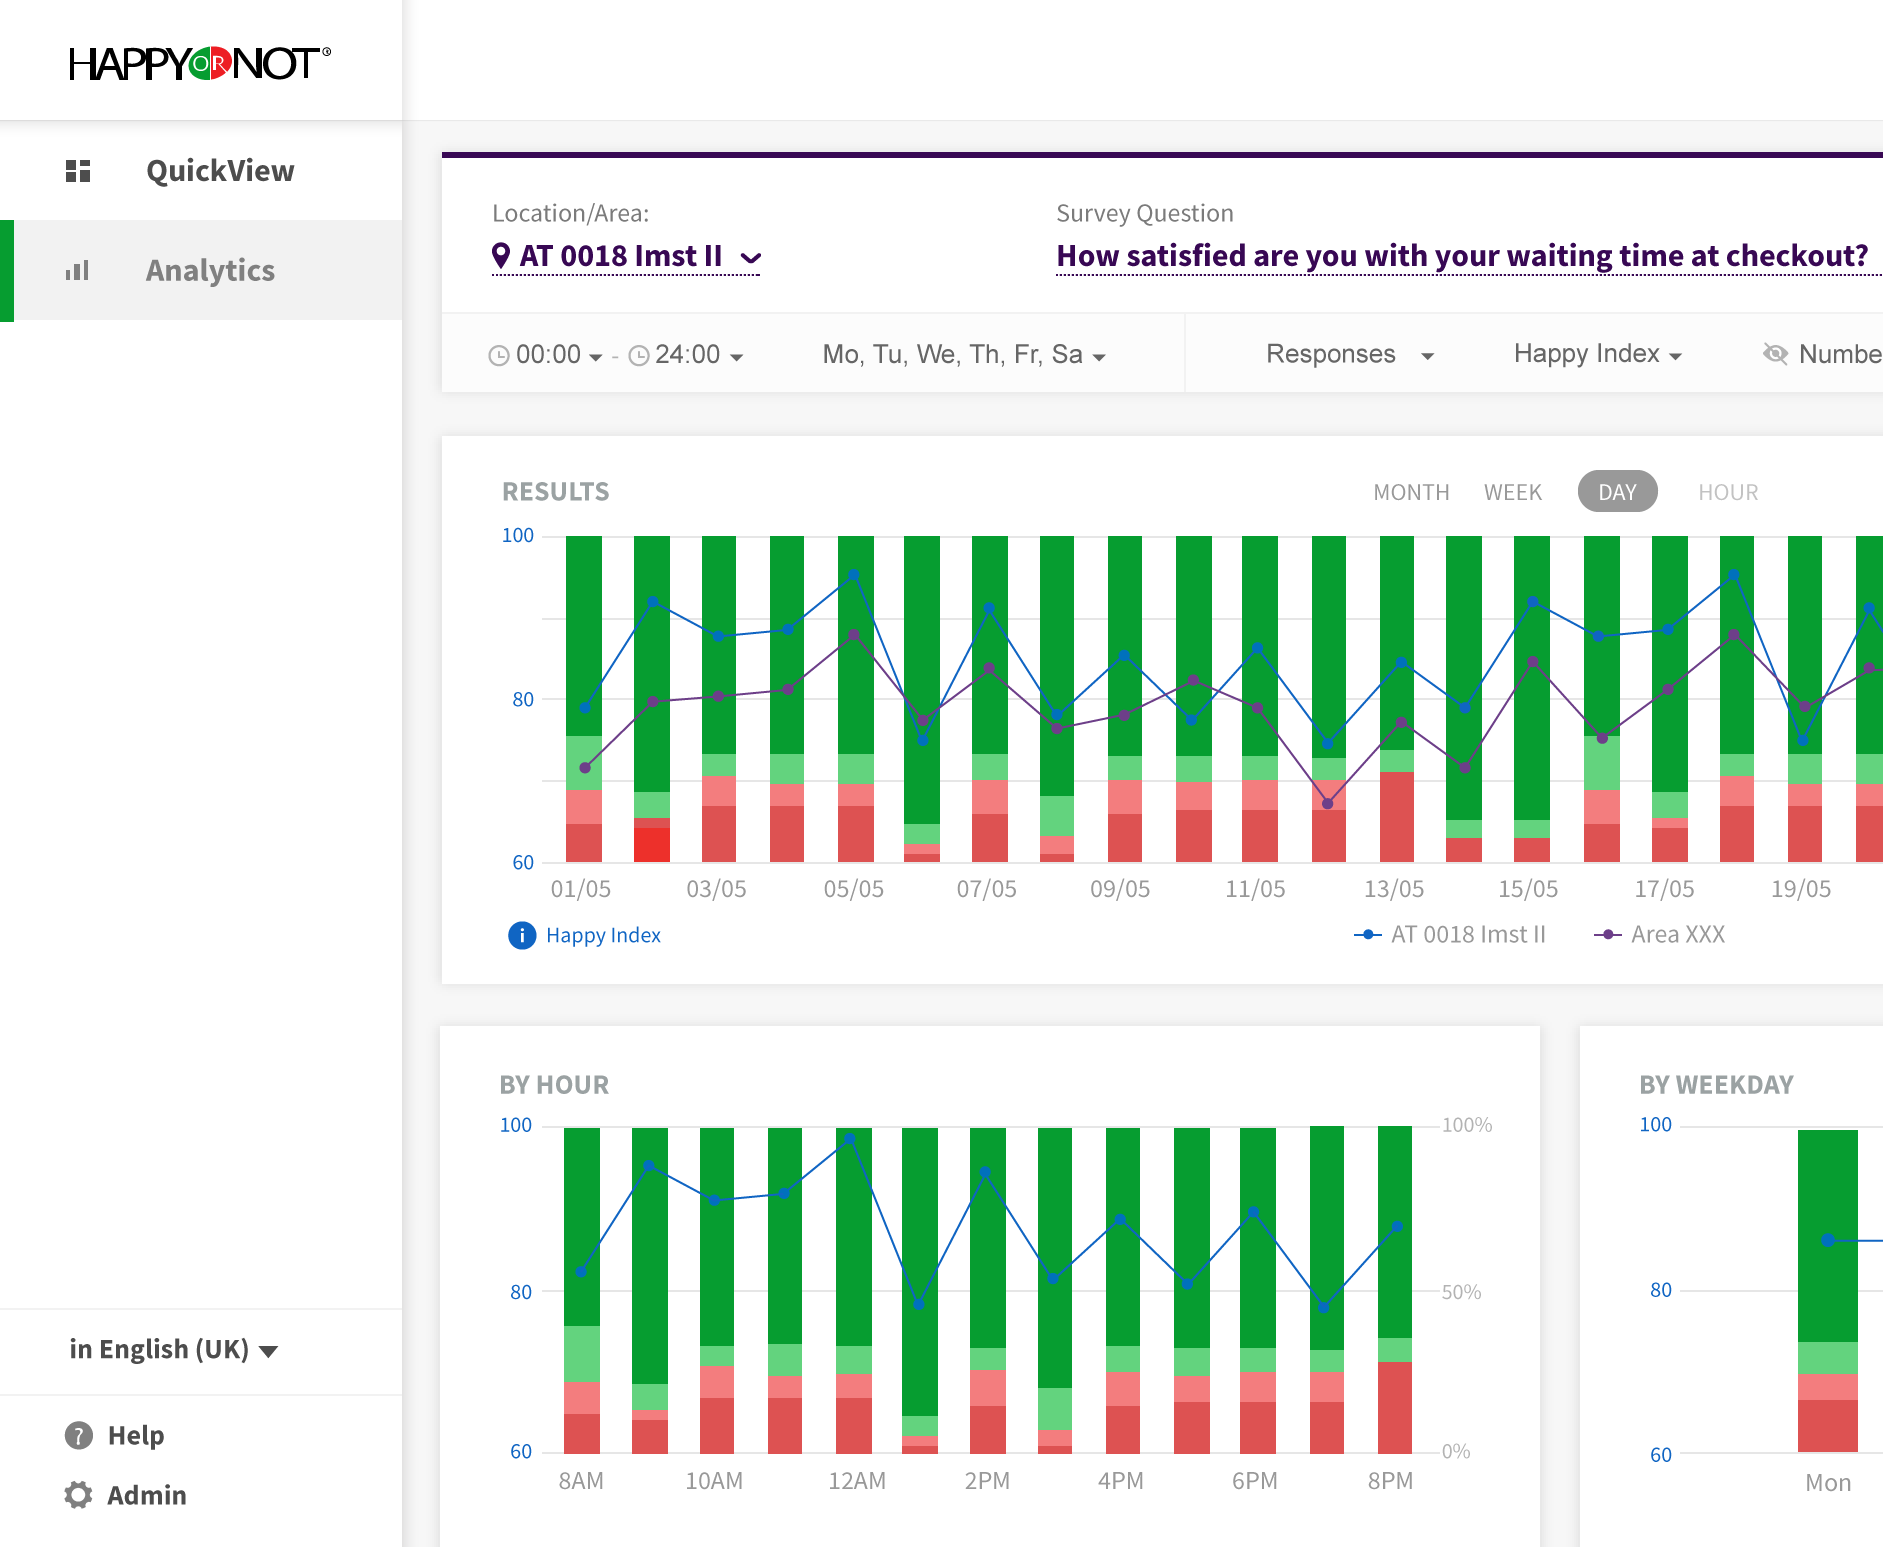 HAPPYORNOT®
QuickView
Analytics
Location/Area:
AT 0018 Imst II
Survey Question
How satisfied are you with your waiting time at checkout?
00:00 - 24:00
Mo, Tu, We, Th, Fr, Sa
Responses
Happy Index
Numbe
RESULTS
MONTH WEEK DAY HOUR
100
80
60
01/05 03/05 05/05 07/05 09/05 11/05 13/05 15/05 17/05 19/05
i Happy Index
AT 0018 Imst II
Area XXX
BY HOUR
100
80
60
100%
50%
0%
8AM 10AM 12AM 2PM 4PM 6PM 8PM
BY WEEKDAY
100
80
60
Mon
in English (UK)
? Help
Admin